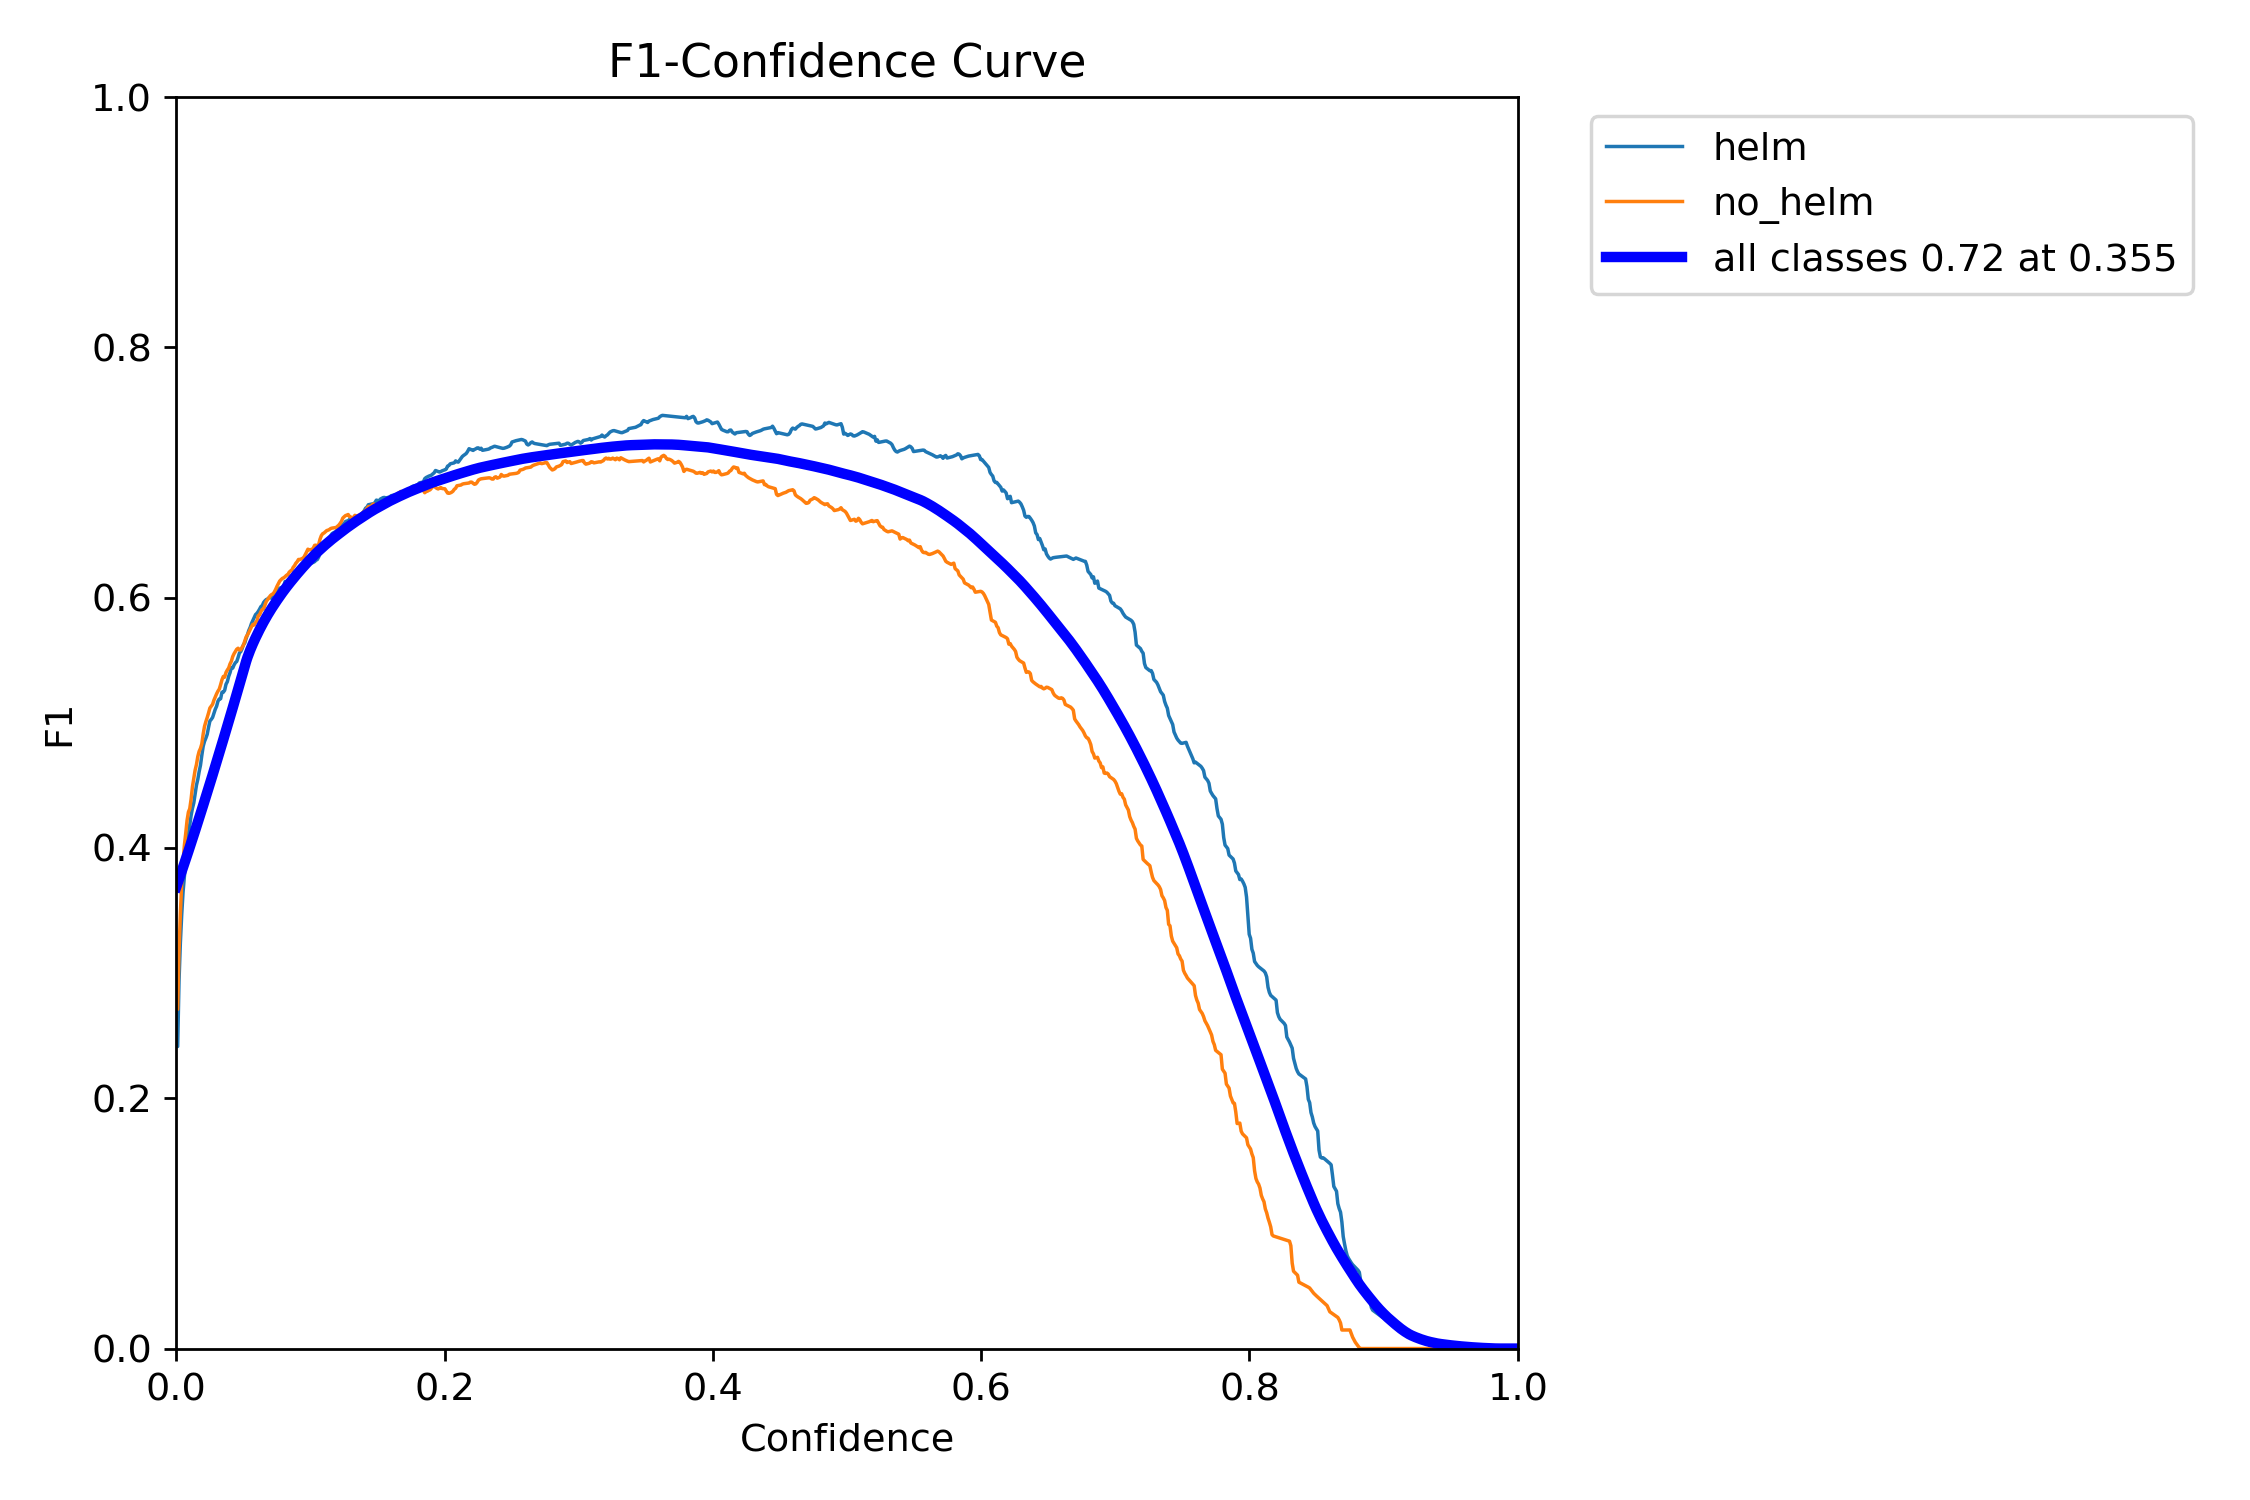 F1-Confidence Curve
1.0
0.8
0.6
0.4
0.2
0.0
F1
0.0 0.2 0.4 0.6 0.8 1.0
Confidence
helm
no_helm
all classes 0.72 at 0.355